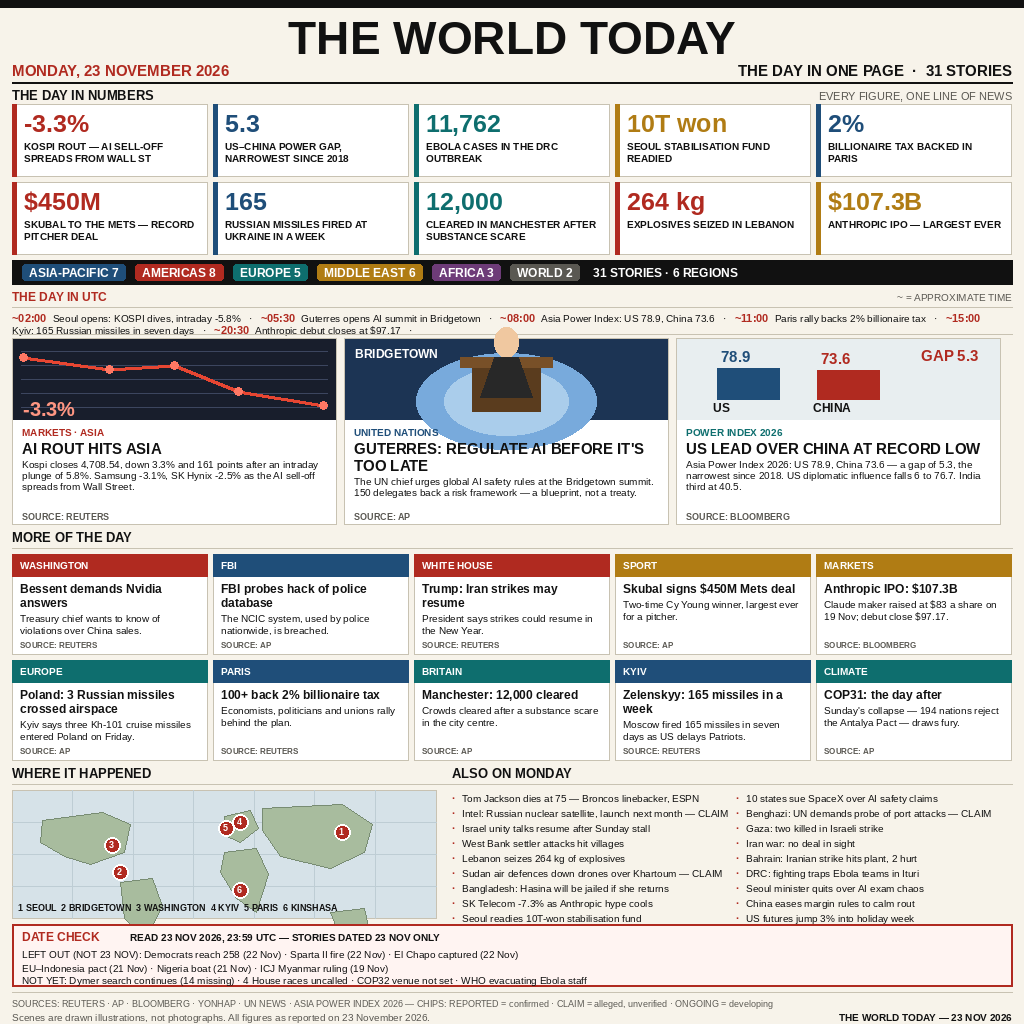 THE WORLD TODAY
MONDAY, 23 NOVEMBER 2026
THE DAY IN ONE PAGE · 31 STORIES
THE DAY IN NUMBERS
EVERY FIGURE, ONE LINE OF NEWS
-3.3%
KOSPI ROUT — AI SELL-OFF
SPREADS FROM WALL ST
5.3
US–CHINA POWER GAP,
NARROWEST SINCE 2018
11,762
EBOLA CASES IN THE DRC
OUTBREAK
10T won
SEOUL STABILISATION FUND
READIED
2%
BILLIONAIRE TAX BACKED IN
PARIS
$450M
SKUBAL TO THE METS — RECORD
PITCHER DEAL
165
RUSSIAN MISSILES FIRED AT
UKRAINE IN A WEEK
12,000
CLEARED IN MANCHESTER AFTER
SUBSTANCE SCARE
264 kg
EXPLOSIVES SEIZED IN LEBANON
$107.3B
ANTHROPIC IPO — LARGEST EVER
ASIA-PACIFIC 7 AMERICAS 8 EUROPE 5 MIDDLE EAST 6 AFRICA 3 WORLD 2 31 STORIES · 6 REGIONS
THE DAY IN UTC
~ = APPROXIMATE TIME
~02:00 Seoul opens: KOSPI dives, intraday -5.8% · ~05:30 Guterres opens AI summit in Bridgetown · ~08:00 Asia Power Index: US 78.9, China 73.6 · ~11:00 Paris rally backs 2% billionaire tax · ~15:00
Kyiv: 165 Russian missiles in seven days · ~20:30 Anthropic debut closes at $97.17 ·
-3.3%
MARKETS · ASIA
AI ROUT HITS ASIA
Kospi closes 4,708.54, down 3.3% and 161 points after an intraday
plunge of 5.8%. Samsung -3.1%, SK Hynix -2.5% as the AI sell-off
spreads from Wall Street.
SOURCE: REUTERS
BRIDGETOWN
UNITED NATIONS
GUTERRES: REGULATE AI BEFORE IT'S
TOO LATE
The UN chief urges global AI safety rules at the Bridgetown summit.
150 delegates back a risk framework — a blueprint, not a treaty.
SOURCE: AP
78.9
73.6
GAP 5.3
US
CHINA
POWER INDEX 2026
US LEAD OVER CHINA AT RECORD LOW
Asia Power Index 2026: US 78.9, China 73.6 — a gap of 5.3, the
narrowest since 2018. US diplomatic influence falls 6 to 76.7. India
third at 40.5.
SOURCE: BLOOMBERG
MORE OF THE DAY
WASHINGTON
Bessent demands Nvidia
answers
Treasury chief wants to know of
violations over China sales.
SOURCE: REUTERS
FBI
FBI probes hack of police
database
The NCIC system, used by police
nationwide, is breached.
SOURCE: AP
WHITE HOUSE
Trump: Iran strikes may
resume
President says strikes could resume in
the New Year.
SOURCE: REUTERS
SPORT
Skubal signs $450M Mets deal
Two-time Cy Young winner, largest ever
for a pitcher.
SOURCE: AP
MARKETS
Anthropic IPO: $107.3B
Claude maker raised at $83 a share on
19 Nov; debut close $97.17.
SOURCE: BLOOMBERG
EUROPE
Poland: 3 Russian missiles
crossed airspace
Kyiv says three Kh-101 cruise missiles
entered Poland on Friday.
SOURCE: AP
PARIS
100+ back 2% billionaire tax
Economists, politicians and unions rally
behind the plan.
SOURCE: REUTERS
BRITAIN
Manchester: 12,000 cleared
Crowds cleared after a substance scare
in the city centre.
SOURCE: AP
KYIV
Zelenskyy: 165 missiles in a
week
Moscow fired 165 missiles in seven
days as US delays Patriots.
SOURCE: REUTERS
CLIMATE
COP31: the day after
Sunday's collapse — 194 nations reject
the Antalya Pact — draws fury.
SOURCE: AP
WHERE IT HAPPENED
5 4 1
3
2
6
1 SEOUL 2 BRIDGETOWN 3 WASHINGTON 4 KYIV 5 PARIS 6 KINSHASA
ALSO ON MONDAY
· Tom Jackson dies at 75 — Broncos linebacker, ESPN
· Intel: Russian nuclear satellite, launch next month — CLAIM
· Israel unity talks resume after Sunday stall
· West Bank settler attacks hit villages
· Lebanon seizes 264 kg of explosives
· Sudan air defences down drones over Khartoum — CLAIM
· Bangladesh: Hasina will be jailed if she returns
· SK Telecom -7.3% as Anthropic hype cools
· Seoul readies 10T-won stabilisation fund
· 10 states sue SpaceX over AI safety claims
· Benghazi: UN demands probe of port attacks — CLAIM
· Gaza: two killed in Israeli strike
· Iran war: no deal in sight
· Bahrain: Iranian strike hits plant, 2 hurt
· DRC: fighting traps Ebola teams in Ituri
· Seoul minister quits over AI exam chaos
· China eases margin rules to calm rout
· US futures jump 3% into holiday week
DATE CHECK
READ 23 NOV 2026, 23:59 UTC — STORIES DATED 23 NOV ONLY
LEFT OUT (NOT 23 NOV): Democrats reach 258 (22 Nov) · Sparta II fire (22 Nov) · El Chapo captured (22 Nov)
EU–Indonesia pact (21 Nov) · Nigeria boat (21 Nov) · ICJ Myanmar ruling (19 Nov)
NOT YET: Dymer search continues (14 missing) · 4 House races uncalled · COP32 venue not set · WHO evacuating Ebola staff
SOURCES: REUTERS · AP · BLOOMBERG · YONHAP · UN NEWS · ASIA POWER INDEX 2026 — CHIPS: REPORTED = confirmed · CLAIM = alleged, unverified · ONGOING = developing
Scenes are drawn illustrations, not photographs. All figures as reported on 23 November 2026.
THE WORLD TODAY — 23 NOV 2026